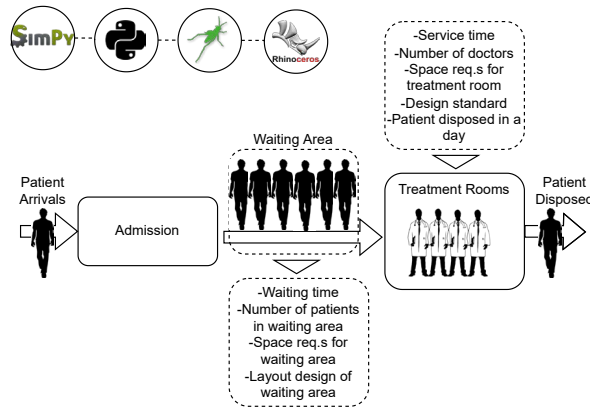 SimPy
Rhinoceros
-Service time
-Number of doctors
-Space req.s for
treatment room
-Design standard
-Patient disposed in a
day
Waiting Area
Patient
Arrivals
Admission
Treatment Rooms
Patient
Disposed
-Waiting time
-Number of patients
in waiting area
-Space req.s for
waiting area
-Layout design of
waiting area